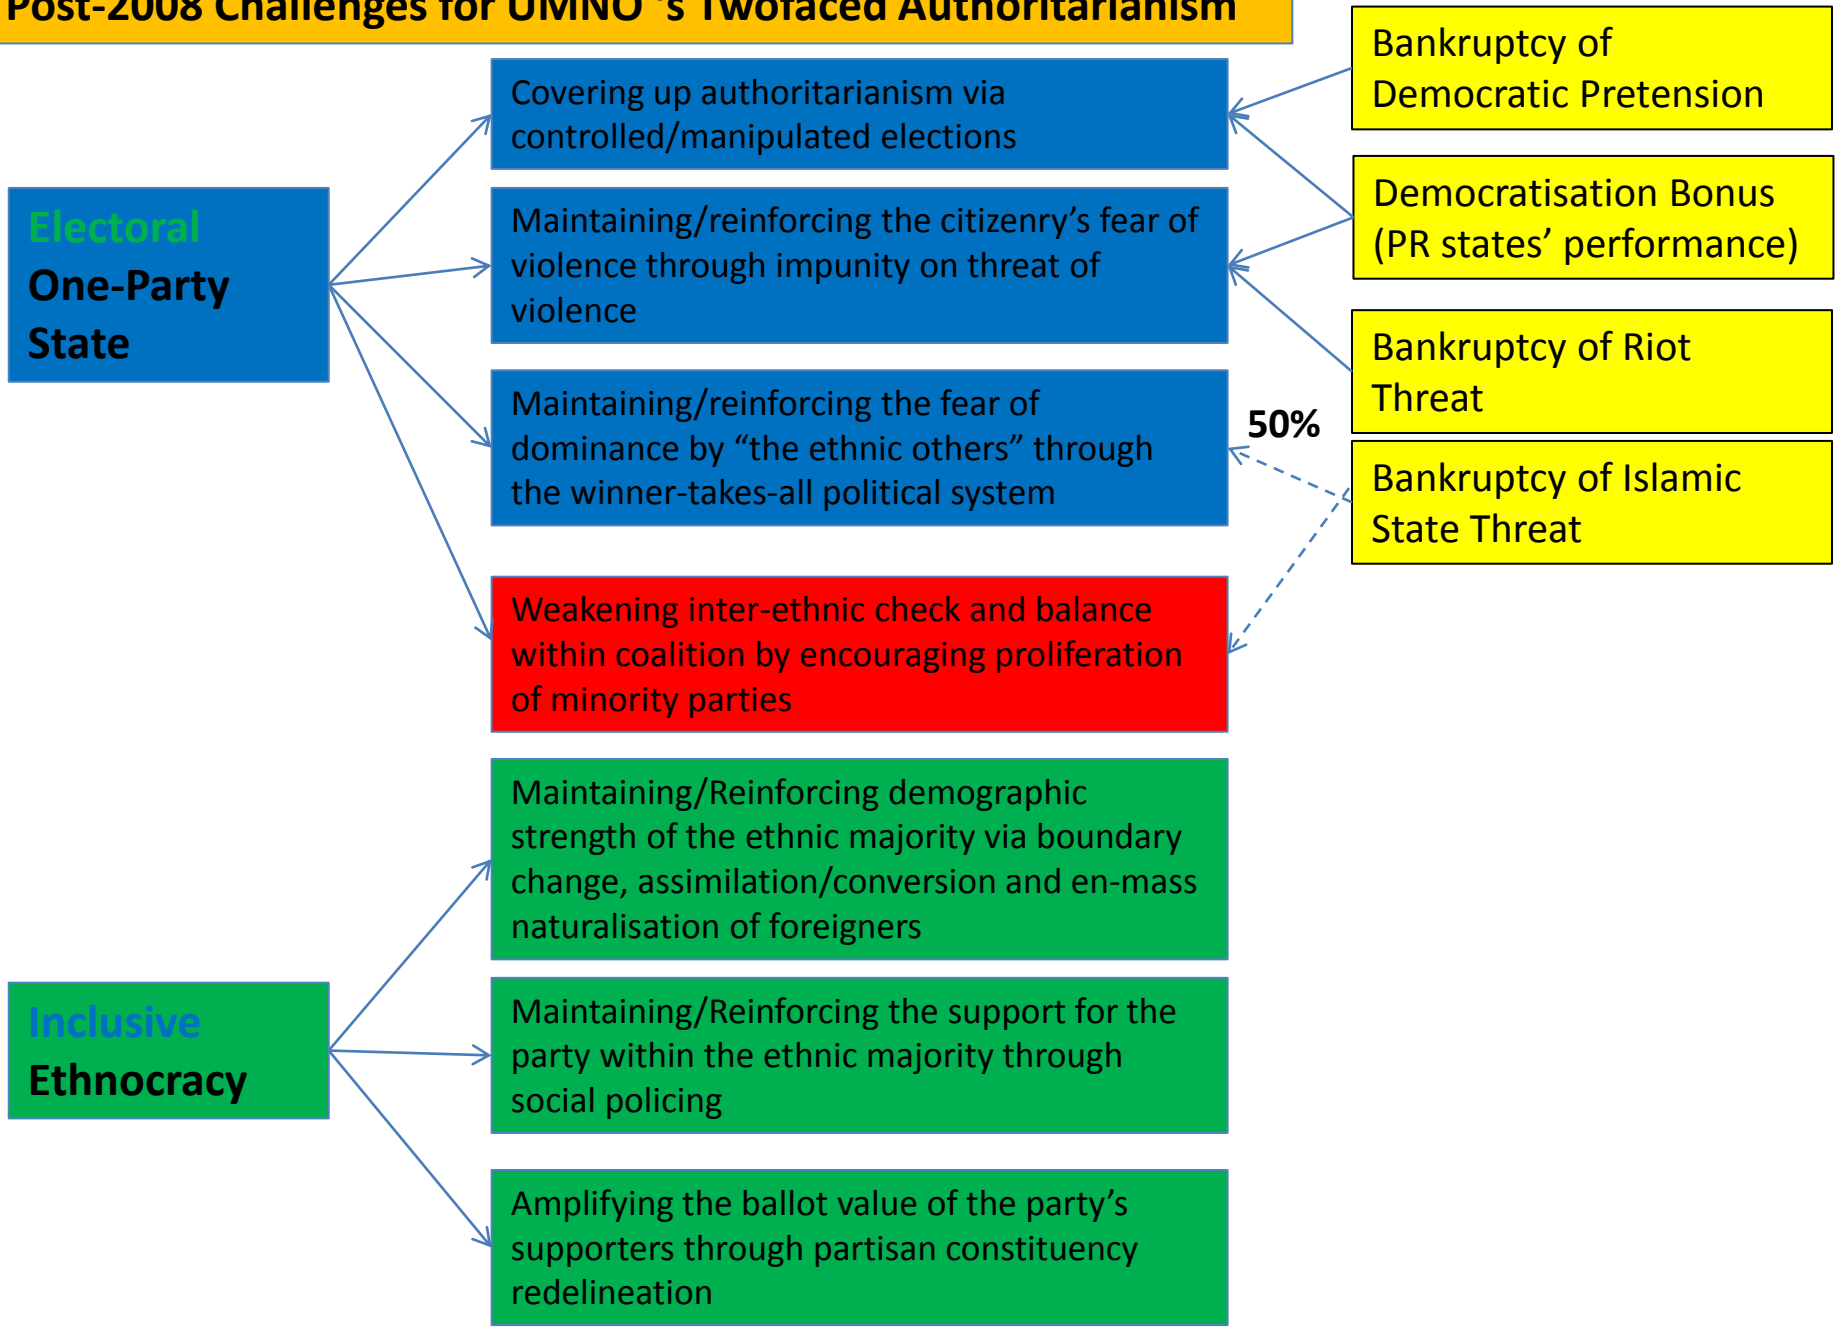 Post-2008 Challenges for UMNO 's Twofaced Authoritarianism
Electoral
One-Party
State
Covering up authoritarianism via
controlled/manipulated elections
Maintaining/reinforcing the citizenry’s fear of
violence through impunity on threat of
violence
Maintaining/reinforcing the fear of
dominance by “the ethnic others” through
the winner-takes-all political system
Weakening inter-ethnic check and balance
within coalition by encouraging proliferation
of minority parties
Bankruptcy of
Democratic Pretension
Democratisation Bonus
(PR states’ performance)
Bankruptcy of Riot
Threat
50%
Bankruptcy of Islamic
State Threat
Inclusive
Ethnocracy
Maintaining/Reinforcing demographic
strength of the ethnic majority via boundary
change, assimilation/conversion and en-mass
naturalisation of foreigners
Maintaining/Reinforcing the support for the
party within the ethnic majority through
social policing
Amplifying the ballot value of the party’s
supporters through partisan constituency
redelineation